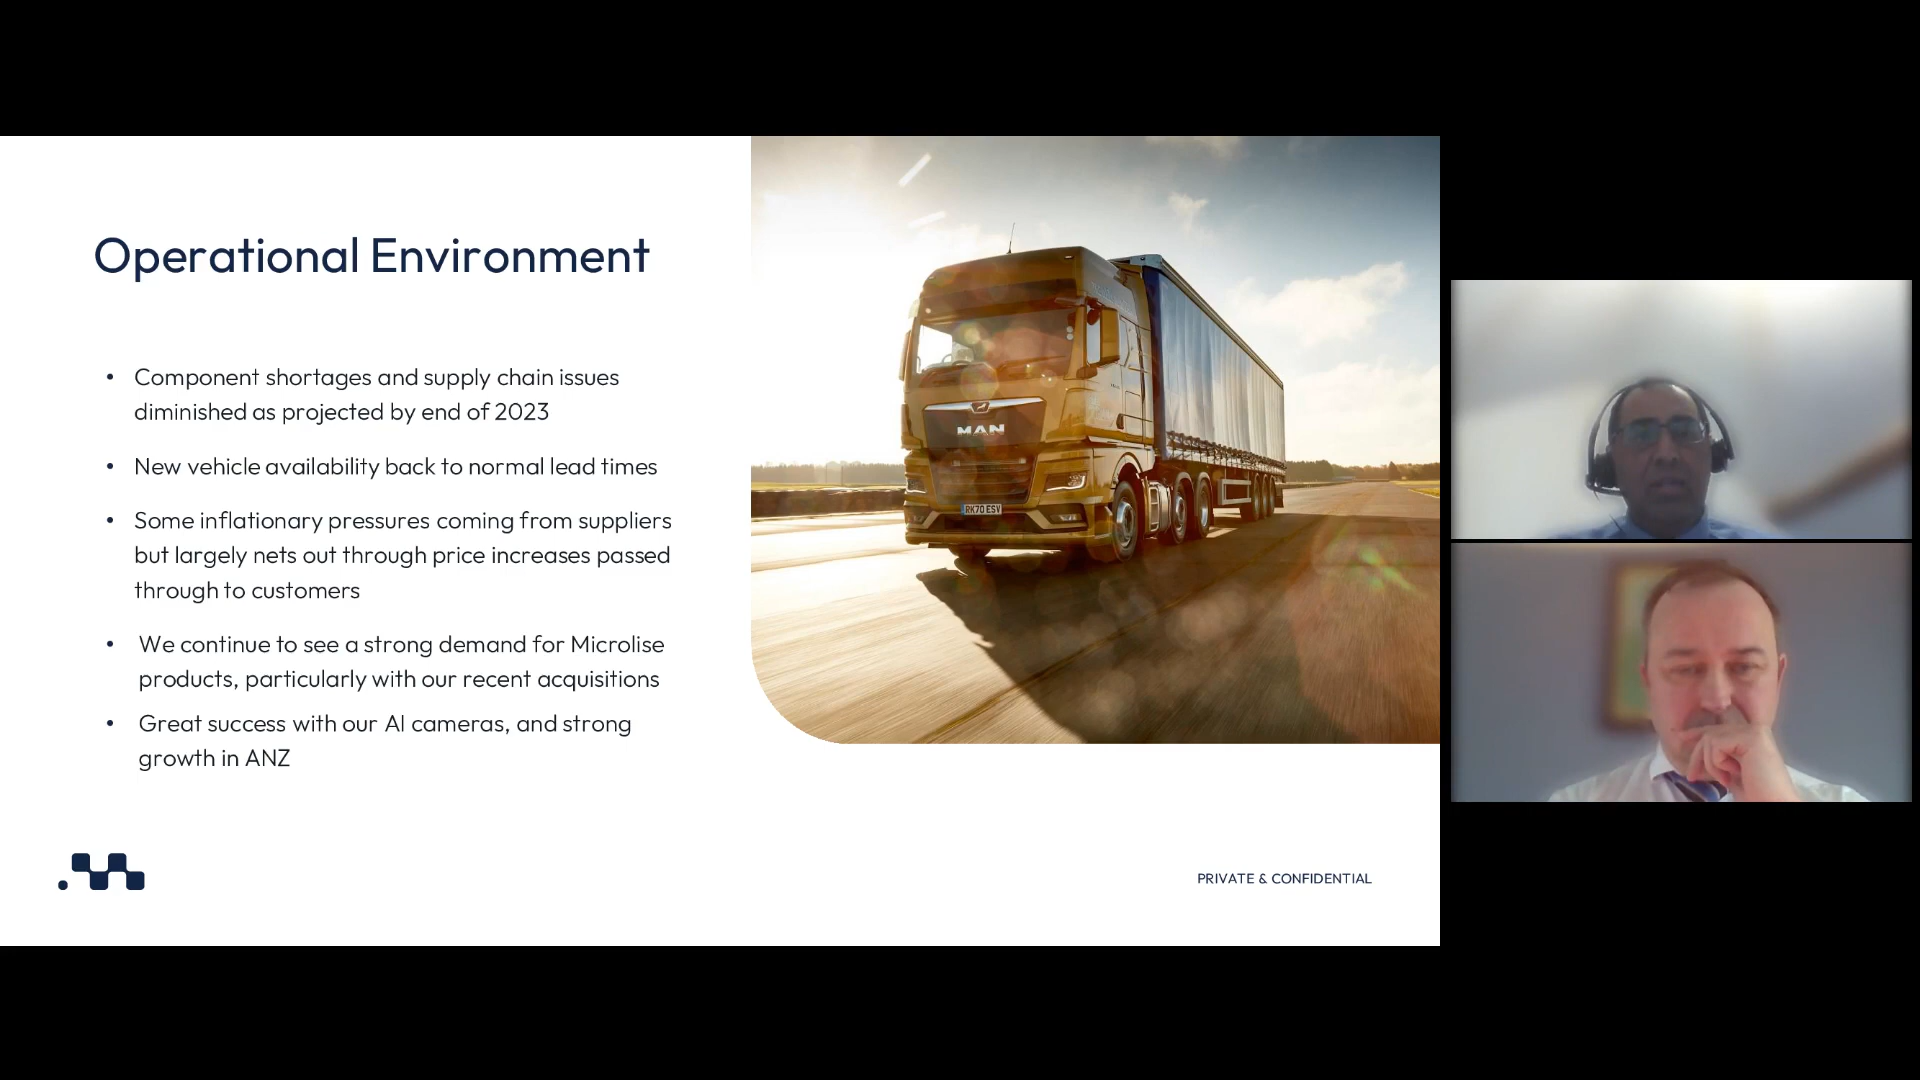 Operational Environment
• Component shortages and supply chain issues
diminished as projected by end of 2023
• New vehicle availability back to normal lead times
• Some inflationary pressures coming from suppliers
but largely nets out through price increases passed
through to customers
• We continue to see a strong demand for Microlise
products, particularly with our recent acquisitions
• Great success with our AI cameras, and strong
growth in ANZ
MAN
RK70 ESV
PRIVATE & CONFIDENTIAL